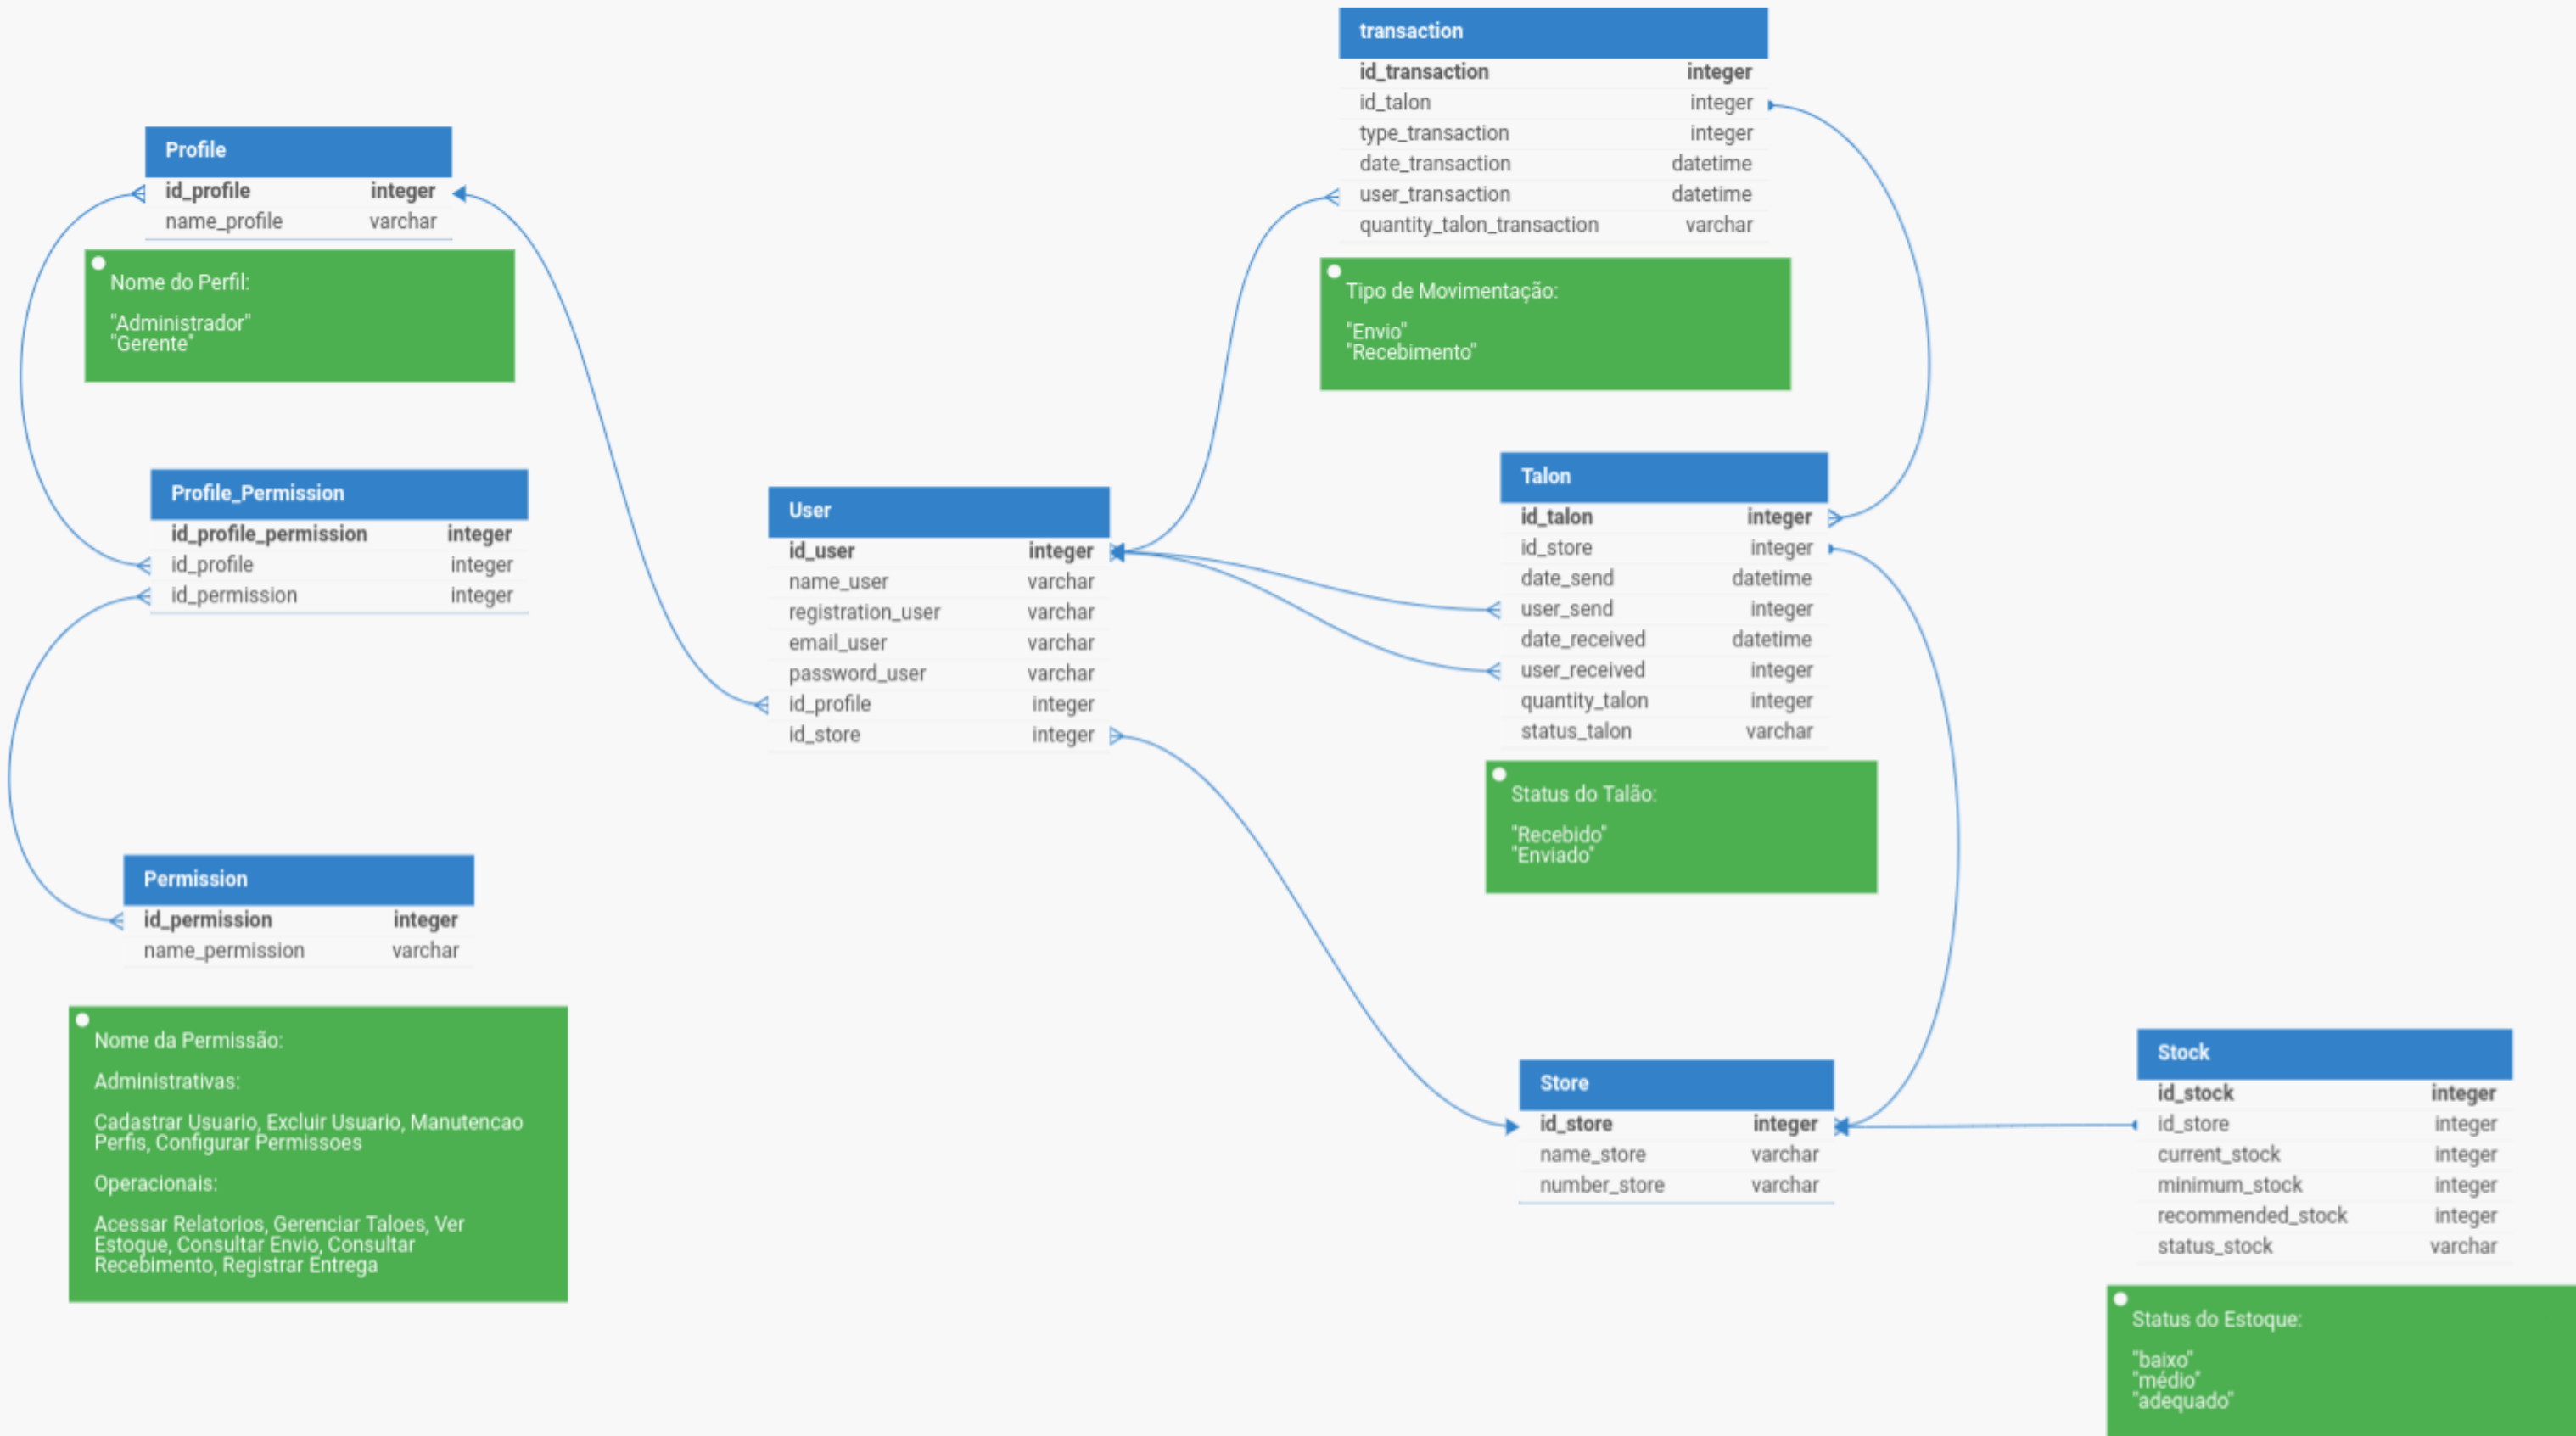 Profile
id_profile integer
name_profile varchar
Nome do Perfil:
"Administrador"
"Gerente"
Profile_Permission
id_profile_permission integer
id_profile integer
id_permission integer
Permission
id_permission integer
name_permission varchar
Nome da Permissão:
Administrativas:
Cadastrar Usuario, Excluir Usuario, Manutencao
Perfis, Configurar Permissoes
Operacionais:
Acessar Relatorios, Gerenciar Taloes, Ver
Estoque, Consultar Envio, Consultar
Recebimento, Registrar Entrega
User
id_user integer
name_user varchar
registration_user varchar
email_user varchar
password_user varchar
id_profile integer
id_store integer
transaction
id_transaction integer
id_talon integer
type_transaction integer
date_transaction datetime
user_transaction datetime
quantity_talon_transaction varchar
Tipo de Movimentação:
"Envio"
"Recebimento"
Talon
id_talon integer
id_store integer
date_send datetime
user_send integer
date_received datetime
user_received integer
quantity_talon integer
status_talon varchar
Status do Talão:
"Recebido"
"Enviado"
Store
id_store integer
name_store varchar
number_store varchar
Stock
id_stock integer
id_store integer
current_stock integer
minimum_stock integer
recommended_stock integer
status_stock varchar
Status do Estoque:
"baixo"
"médio"
"adequado"